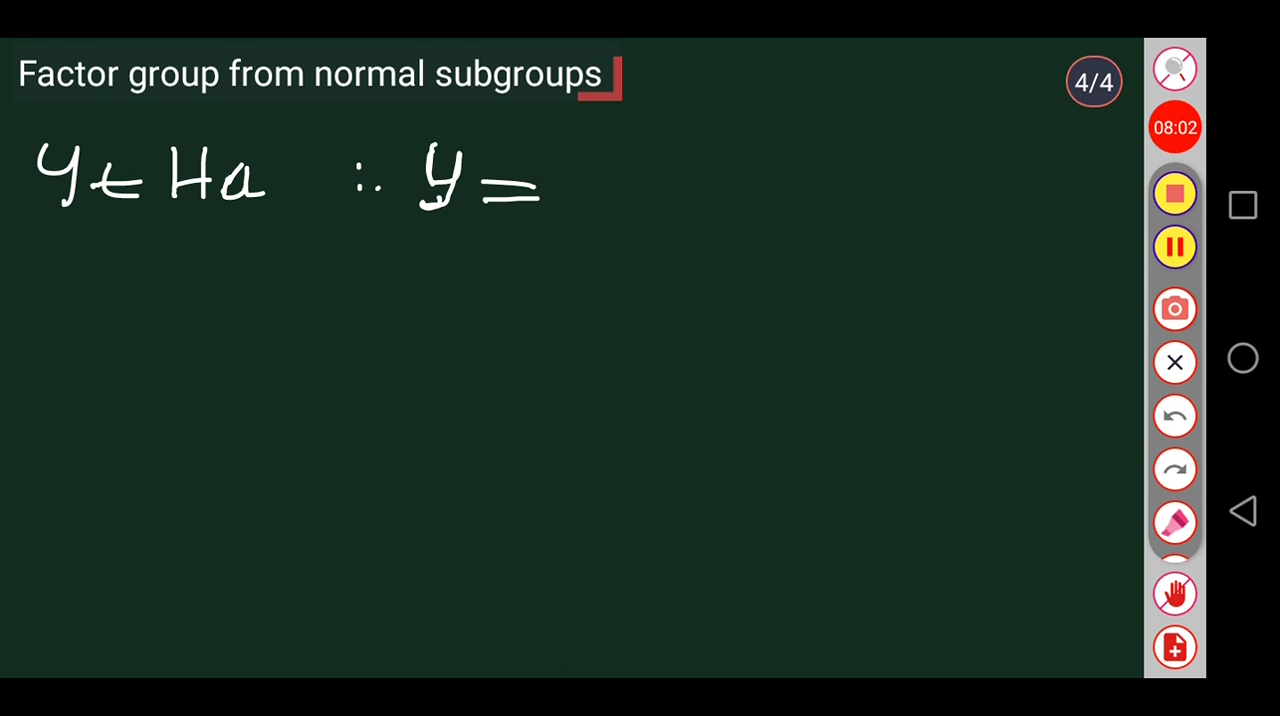 Factor group from normal subgroups
4/4
08:02
y ∈ Ha ∴ y =